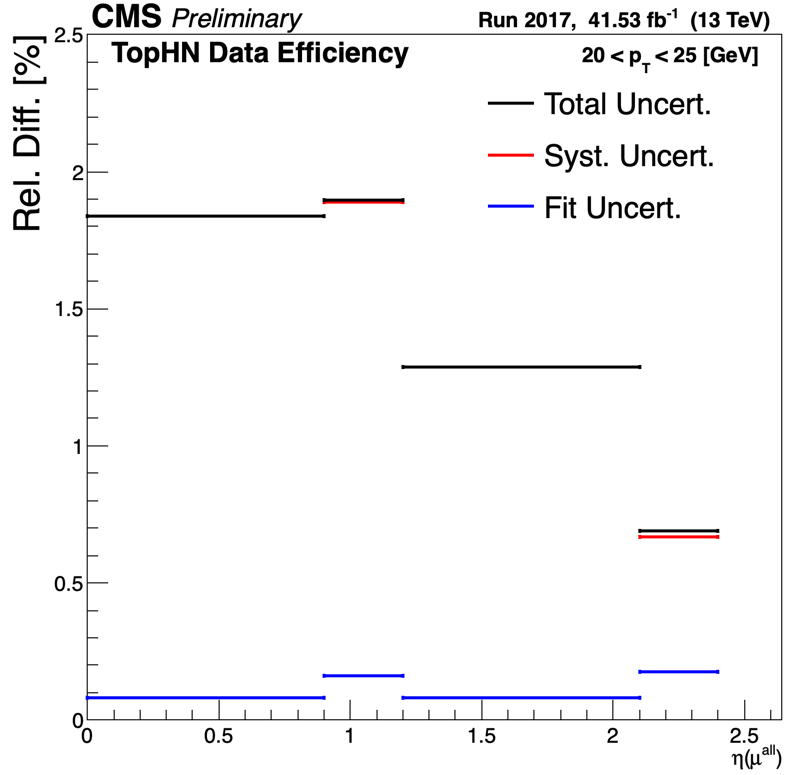 CMS Preliminary
Run 2017, 41.53 fb⁻¹ (13 TeV)
TopHN Data Efficiency
20 < p_T < 25 [GeV]
Total Uncert.
Syst. Uncert.
Fit Uncert.
Rel. Diff. [%]
2.5
2
1.5
1
0.5
0
0
0.5
1
1.5
2
2.5
η(μ^all)